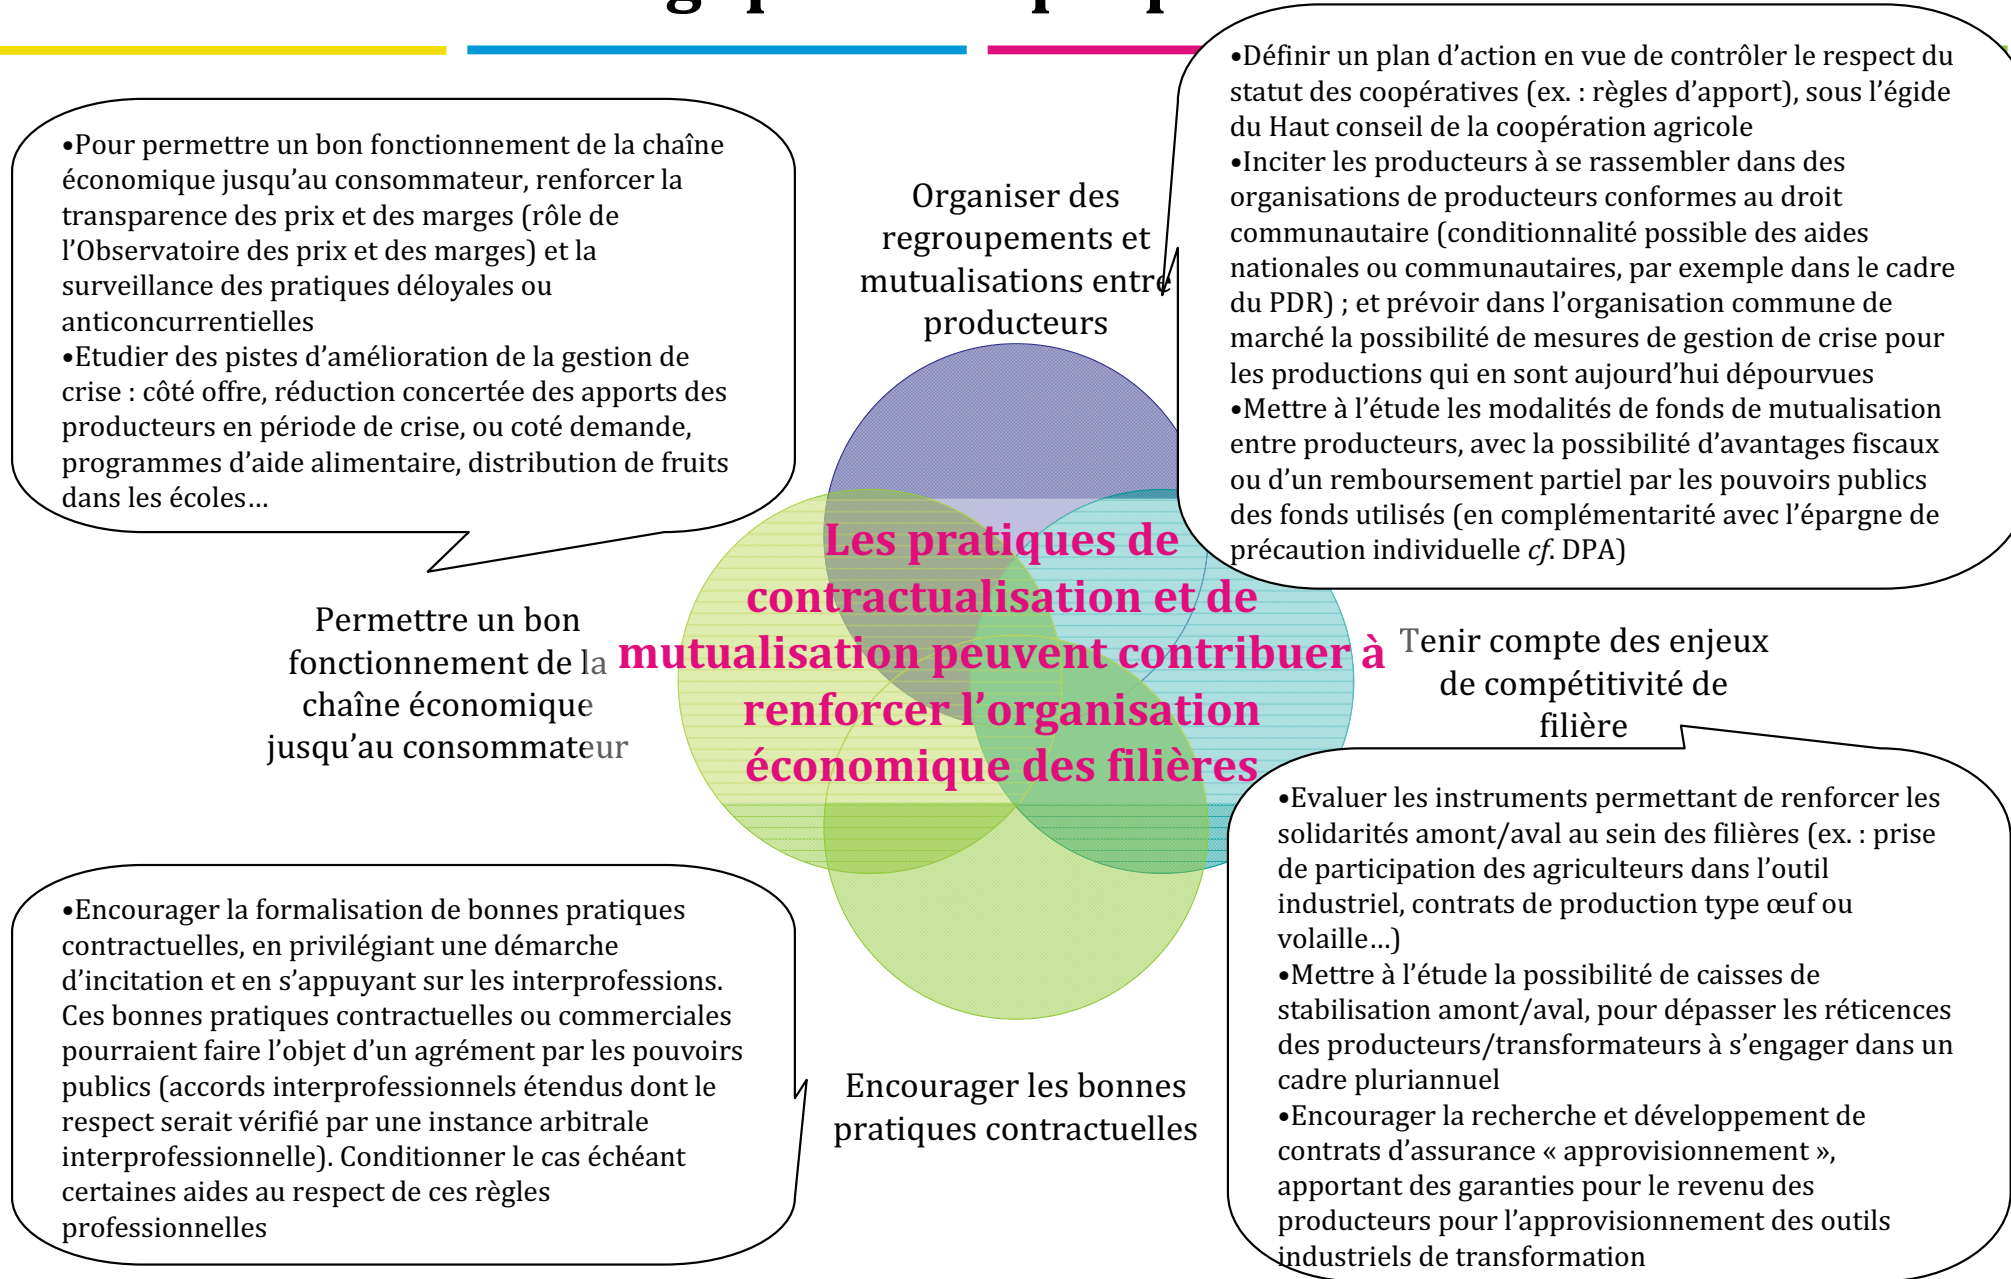 •Pour permettre un bon fonctionnement de la chaîne
économique jusqu’au consommateur, renforcer la
transparence des prix et des marges (rôle de
l’Observatoire des prix et des marges) et la
surveillance des pratiques déloyales ou
anticoncurrentielles
•Etudier des pistes d’amélioration de la gestion de
crise : côté offre, réduction concertée des apports des
producteurs en période de crise, ou coté demande,
programmes d’aide alimentaire, distribution de fruits
dans les écoles…
Organiser des
regroupements et
mutualisations entre
producteurs
•Définir un plan d’action en vue de contrôler le respect du
statut des coopératives (ex. : règles d’apport), sous l’égide
du Haut conseil de la coopération agricole
•Inciter les producteurs à se rassembler dans des
organisations de producteurs conformes au droit
communautaire (conditionnalité possible des aides
nationales ou communautaires, par exemple dans le cadre
du PDR) ; et prévoir dans l’organisation commune de
marché la possibilité de mesures de gestion de crise pour
les productions qui en sont aujourd’hui dépourvues
•Mettre à l’étude les modalités de fonds de mutualisation
entre producteurs, avec la possibilité d’avantages fiscaux
ou d’un remboursement partiel par les pouvoirs publics
des fonds utilisés (en complémentarité avec l’épargne de
précaution individuelle cf. DPA)
Les pratiques de
contractualisation et de
mutualisation peuvent contribuer à
renforcer l’organisation
économique des filières
Permettre un bon
fonctionnement de la
chaîne économique
jusqu’au consommateur
Tenir compte des enjeux
de compétitivité de
filière
•Encourager la formalisation de bonnes pratiques
contractuelles, en privilégiant une démarche
d’incitation et en s’appuyant sur les interprofessions.
Ces bonnes pratiques contractuelles ou commerciales
pourraient faire l’objet d’un agrément par les pouvoirs
publics (accords interprofessionnels étendus dont le
respect serait vérifié par une instance arbitrale
interprofessionnelle). Conditionner le cas échéant
certaines aides au respect de ces règles
professionnelles
Encourager les bonnes
pratiques contractuelles
•Evaluer les instruments permettant de renforcer les
solidarités amont/aval au sein des filières (ex. : prise
de participation des agriculteurs dans l’outil
industriel, contrats de production type œuf ou
volaille…)
•Mettre à l’étude la possibilité de caisses de
stabilisation amont/aval, pour dépasser les réticences
des producteurs/transformateurs à s’engager dans un
cadre pluriannuel
•Encourager la recherche et développement de
contrats d’assurance « approvisionnement »,
apportant des garanties pour le revenu des
producteurs pour l’approvisionnement des outils
industriels de transformation